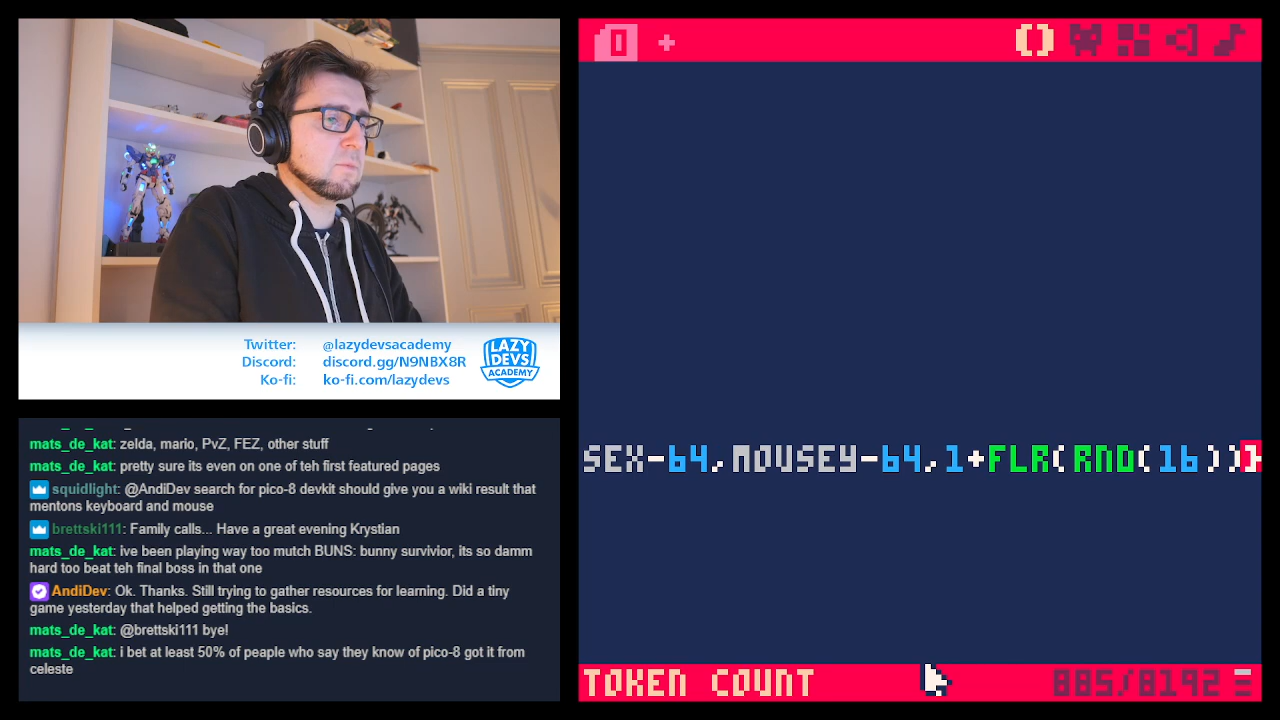 Twitter: @lazydevsacademy
Discord: discord.gg/N9NBX8R
Ko-fi: ko-fi.com/lazydevs
LAZY
DEVS
ACADEMY
mats_de_kat: zelda, mario, PvZ, FEZ, other stuff
mats_de_kat: pretty sure its even on one of teh first featured pages
squidlight: @AndiDev search for pico-8 devkit should give you a wiki result that
mentons keyboard and mouse
brettski111: Family calls... Have a great evening Krystian
mats_de_kat: ive been playing way too mutch BUNS: bunny survivior, its so damm
hard too beat teh final boss in that one
AndiDev: Ok. Thanks. Still trying to gather resources for learning. Did a tiny
game yesterday that helped getting the basics.
mats_de_kat: @brettski111 bye!
mats_de_kat: i bet at least 50% of peaple who say they know of pico-8 got it from
celeste
0 +
SEX-64,MOUSEY-64,1+FLR(RND(16))}
TOKEN COUNT 885/8192